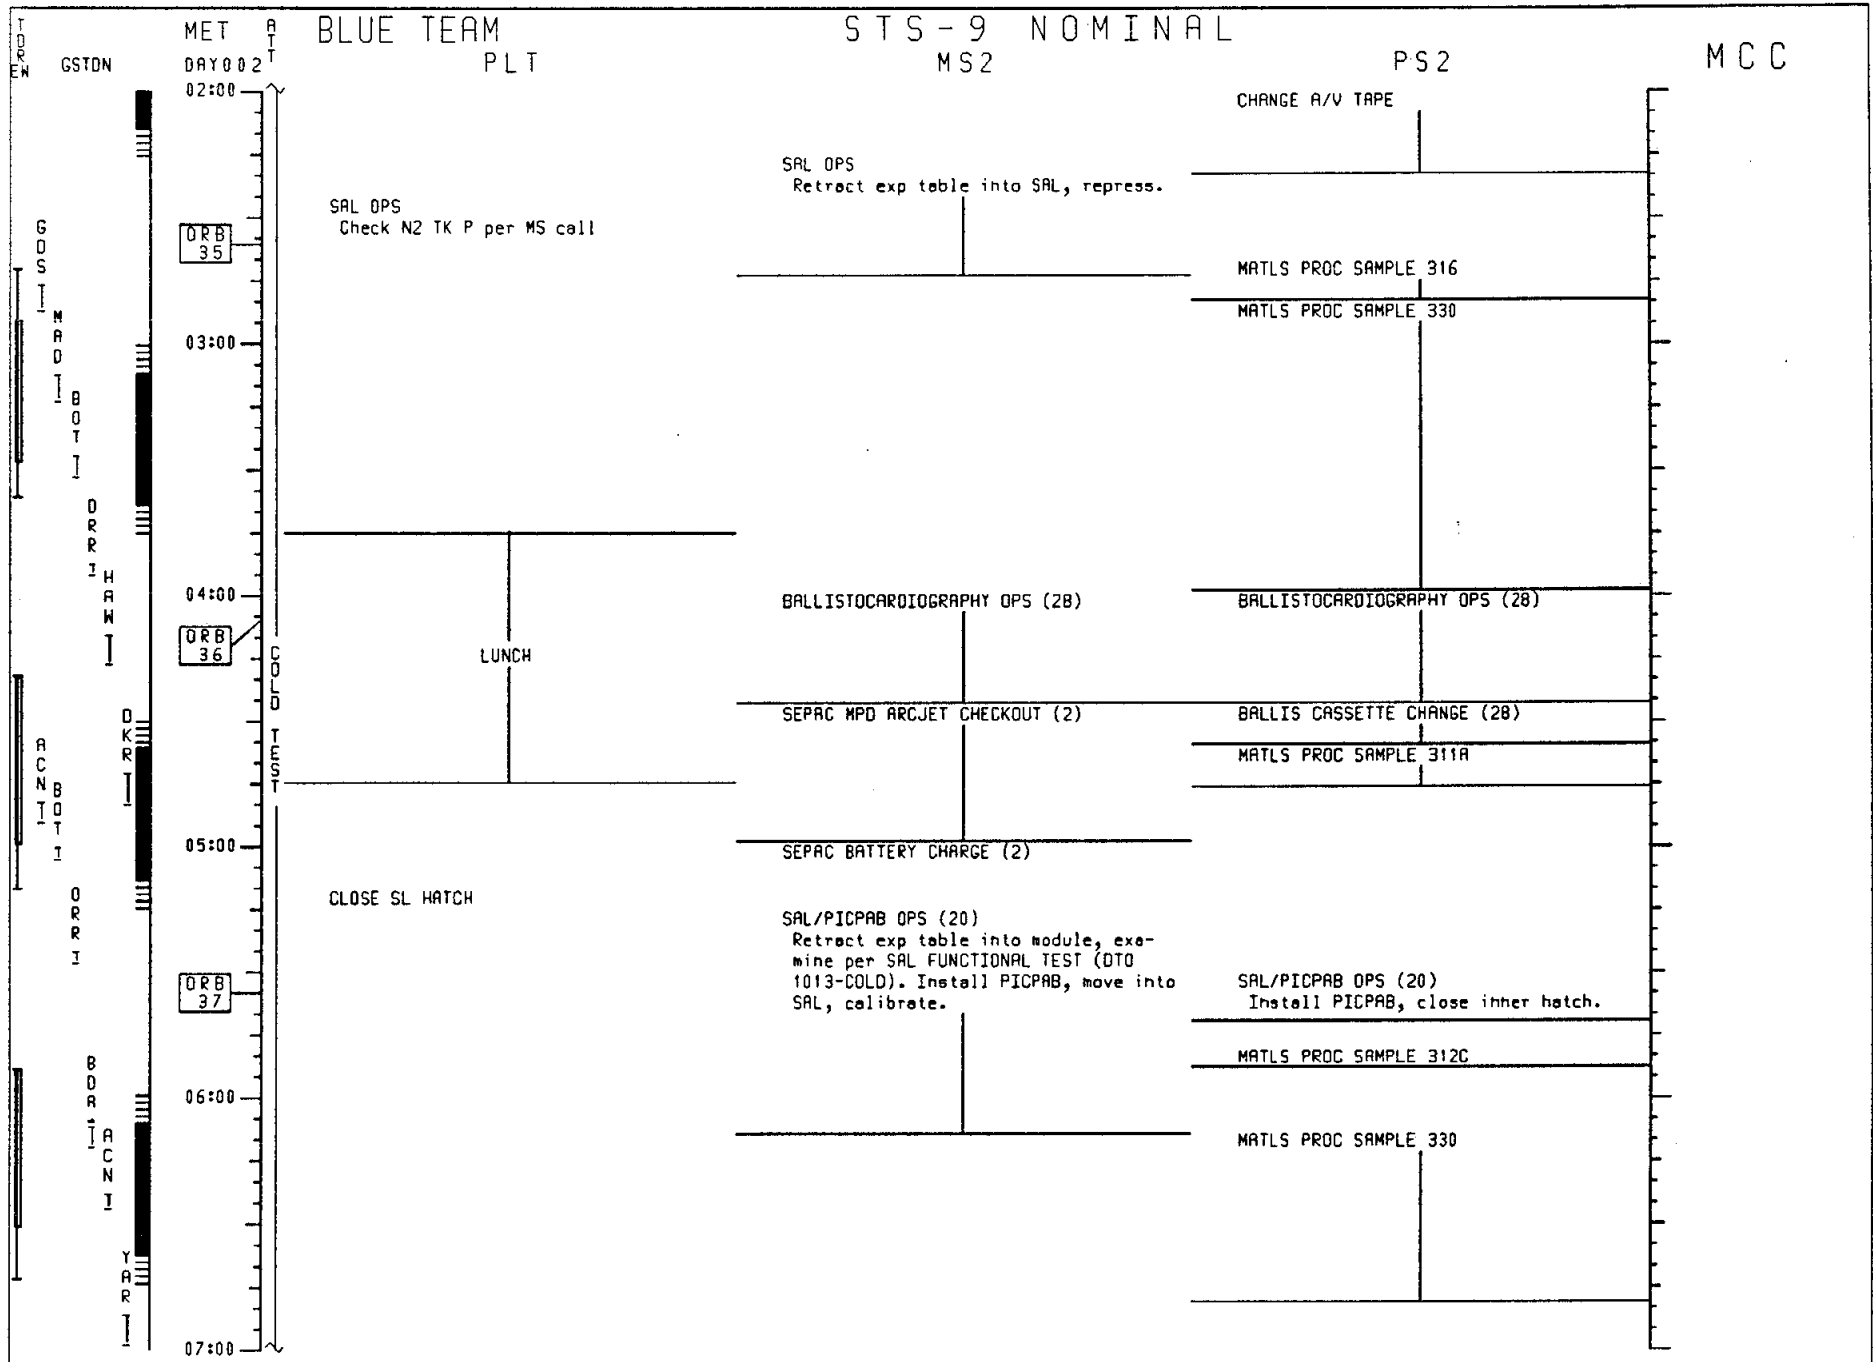 TDREW
GSTDN
MET
DAY002
ATT
BLUE TEAM
STS-9 NOMINAL
PLT
MS2
PS2
MCC
02:00
CHANGE A/V TAPE
SAL OPS
Retract exp table into SAL, repress.
SAL OPS
Check N2 TK P per MS call
GDS
ORB
35
MATLS PROC SAMPLE 316
MATLS PROC SAMPLE 330
MAD
03:00
BOT
ORR
HAW
04:00
BALLISTOCARDIOGRAPHY OPS (2B)
BALLISTOCARDIOGRAPHY OPS (2B)
ORB
36
COLD TEST
LUNCH
SEPAC MPD ARCJET CHECKOUT (2)
BALLIS CASSETTE CHANGE (2B)
DKR
ACN
MATLS PROC SAMPLE 311A
BOT
05:00
SEPAC BATTERY CHARGE (2)
CLOSE SL HATCH
ORR
SAL/PICPAB OPS (20)
Retract exp table into module, exa-
mine per SAL FUNCTIONAL TEST (DTO
1013-COLD). Install PICPAB, move into
SAL, calibrate.
ORB
37
SAL/PICPAB OPS (20)
Install PICPAB, close inner hatch.
MATLS PROC SAMPLE 312C
BDA
06:00
ACN
MATLS PROC SAMPLE 330
YAR
07:00